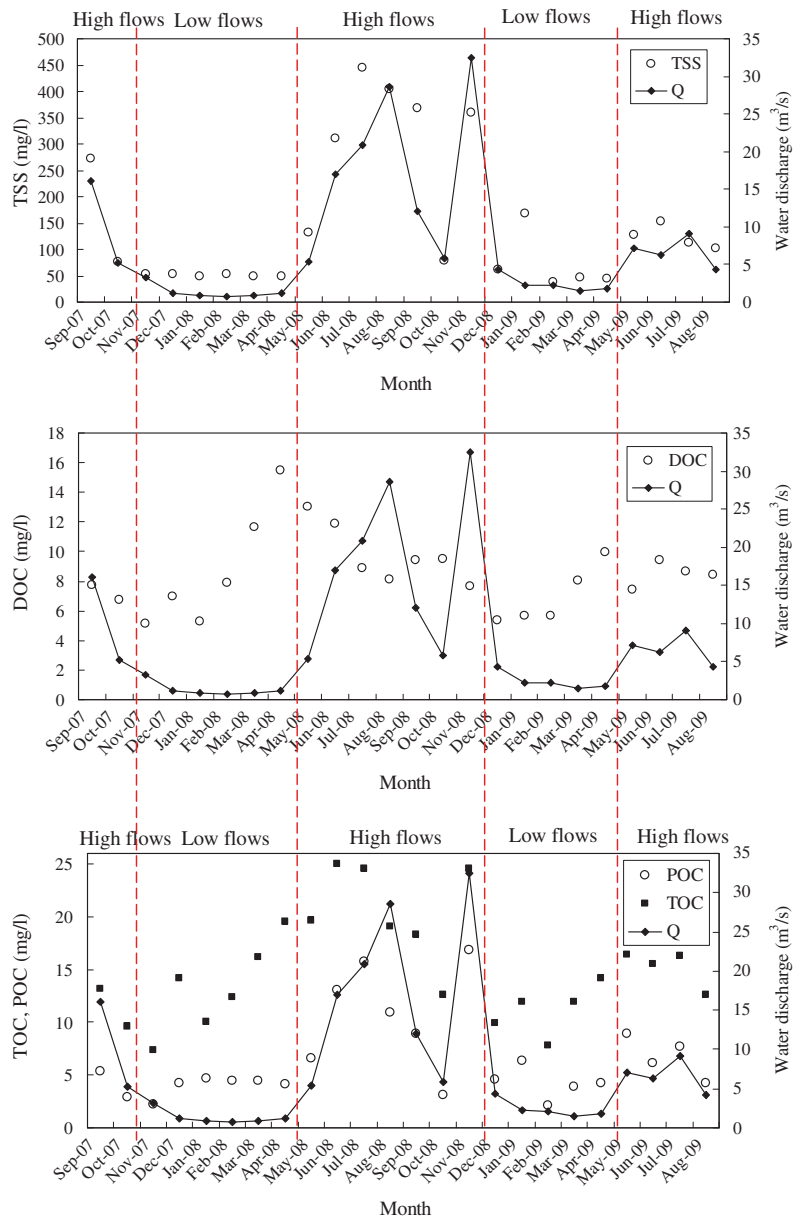 High flows Low flows High flows Low flows High flows
500
450
400
350
300
250
200
150
100
50
0
TSS (mg/l)
35
30
25
20
15
10
5
0
Water discharge (m³/s)
TSS
Q
Sep-07 Oct-07 Nov-07 Dec-07 Jan-08 Feb-08 Mar-08 Apr-08 May-08 Jun-08 Jul-08 Aug-08 Sep-08 Oct-08 Nov-08 Dec-08 Jan-09 Feb-09 Mar-09 Apr-09 May-09 Jun-09 Jul-09 Aug-09
Month
18
16
14
12
10
8
6
4
2
0
DOC (mg/l)
35
30
25
20
15
10
5
0
Water discharge (m³/s)
DOC
Q
Sep-07 Oct-07 Nov-07 Dec-07 Jan-08 Feb-08 Mar-08 Apr-08 May-08 Jun-08 Jul-08 Aug-08 Sep-08 Oct-08 Nov-08 Dec-08 Jan-09 Feb-09 Mar-09 Apr-09 May-09 Jun-09 Jul-09 Aug-09
Month
High flows Low flows High flows Low flows High flows
25
20
15
10
5
0
TOC, POC (mg/l)
35
30
25
20
15
10
5
0
Water discharge (m³/s)
POC
TOC
Q
Sep-07 Oct-07 Nov-07 Dec-07 Jan-08 Feb-08 Mar-08 Apr-08 May-08 Jun-08 Jul-08 Aug-08 Sep-08 Oct-08 Nov-08 Dec-08 Jan-09 Feb-09 Mar-09 Apr-09 May-09 Jun-09 Jul-09 Aug-09
Month